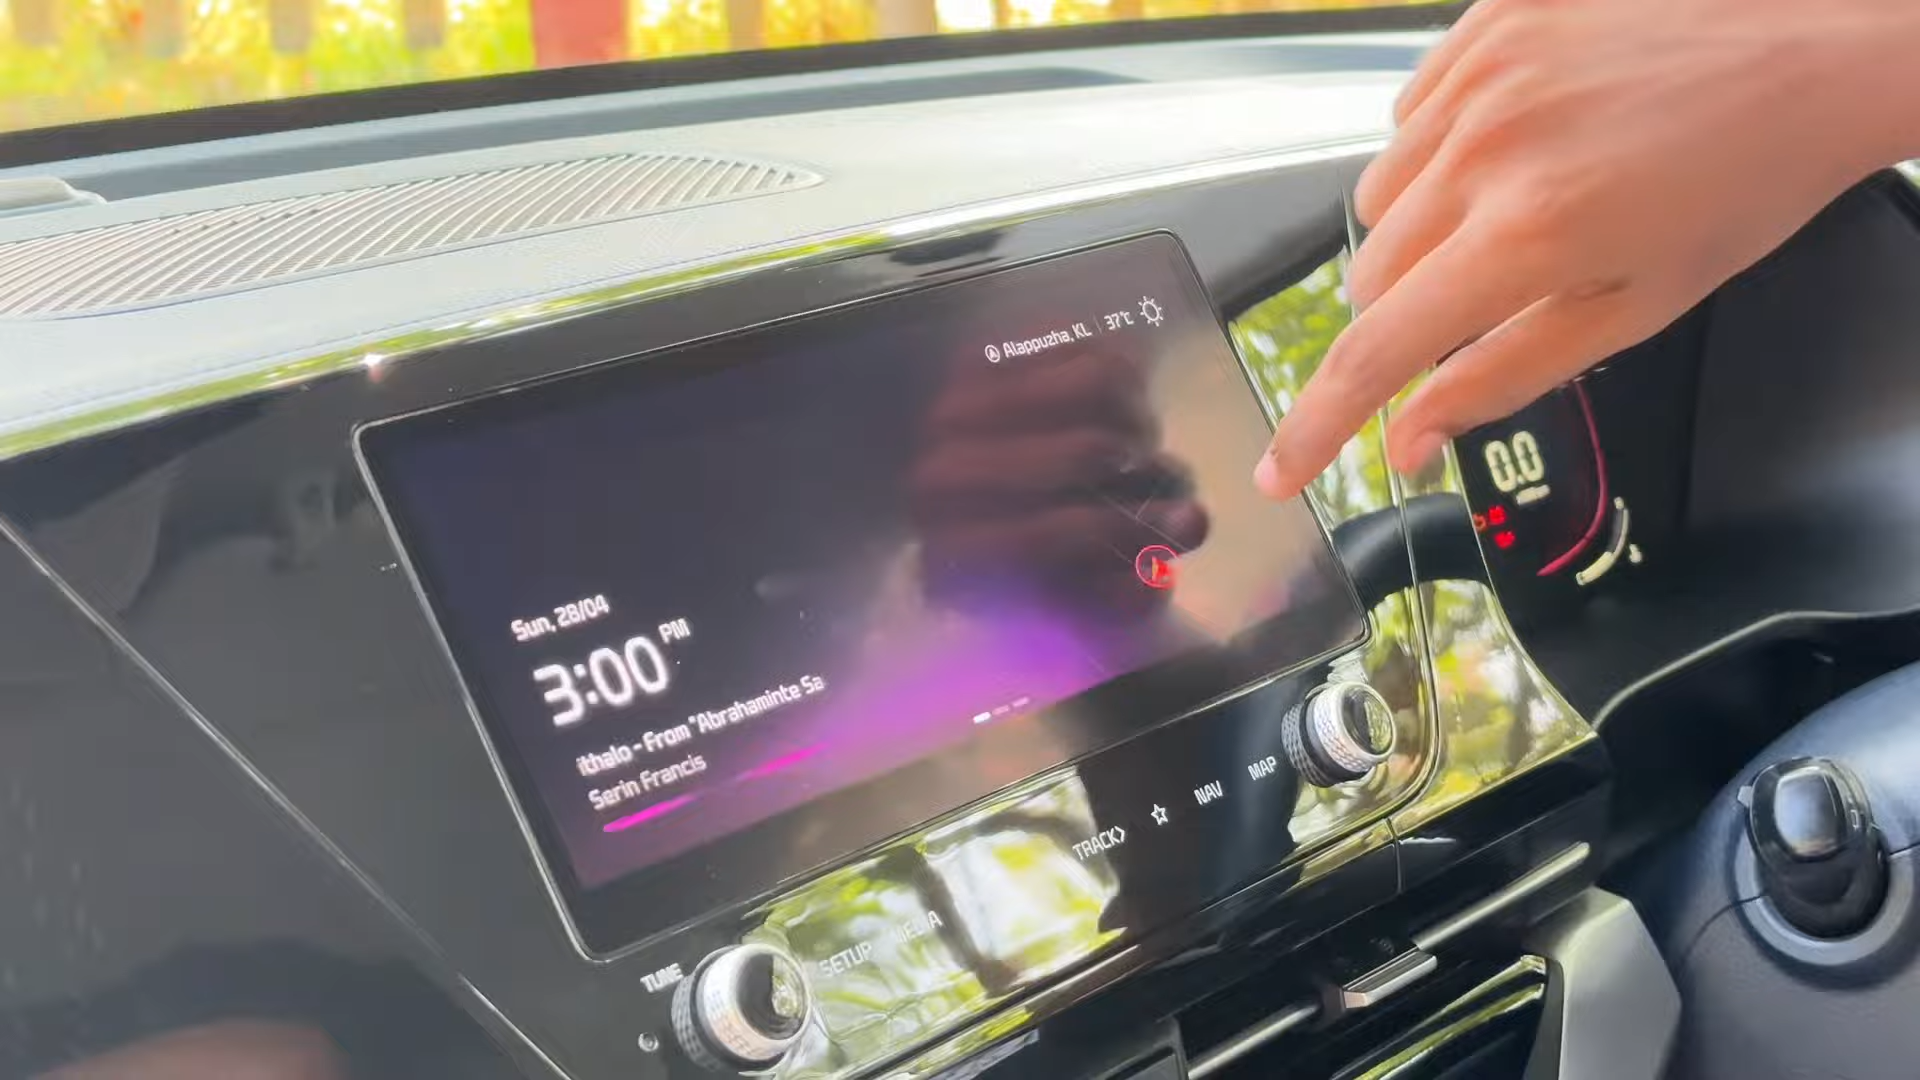 Alappuzha, KL | 37°C
Sun, 28/04
3:00 PM
ithalo - From "Abrahaminte Sa
Serin Francis
0.0
TRACK>
NAV
MAP
TUNE
SETUP
MEDIA